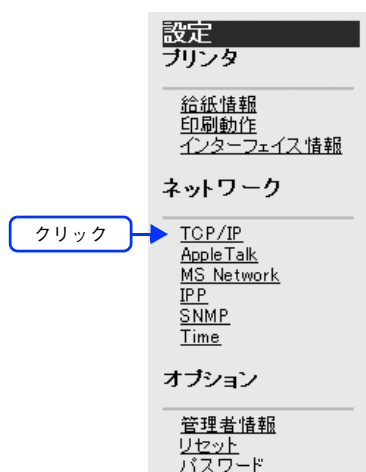 設定
プリンタ
給紙情報
印刷動作
インターフェイス情報
ネットワーク
クリック
TCP/IP
AppleTalk
MS Network
IPP
SNMP
Time
オプション
管理者情報
リセット
パスワード